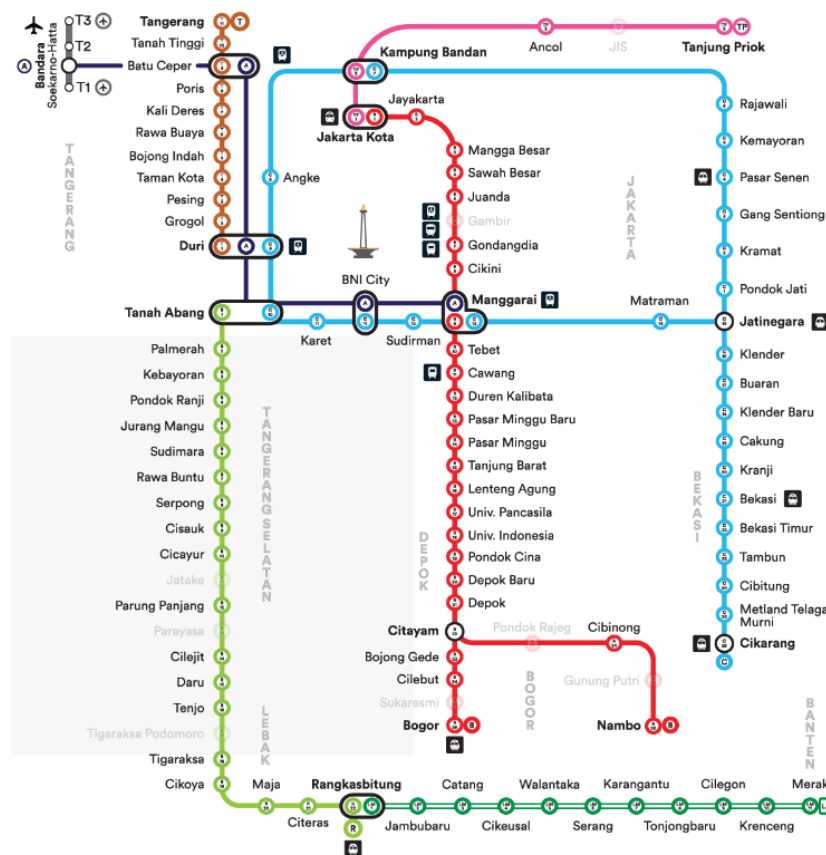 T3
T2
T1
A
Bandara
Soekarno-Hatta
Tangerang
T
Tanah Tinggi
Batu Ceper
A
Poris
Kali Deres
Rawa Buaya
Bojong Indah
Taman Kota
Pesing
Grogol
Duri
A
TANGERANG
Kampung Bandan
Ancol
JIS
Tanjung Priok
TP
Jakarta Kota
Jayakarta
Angke
Mangga Besar
Sawah Besar
Juanda
Gambir
Gondangdia
Cikini
JAKARTA
Rajawali
Kemayoran
Pasar Senen
Gang Sentiong
Kramat
Pondok Jati
BNI City
A
A
Manggarai
Matraman
Jatinegara
Tanah Abang
Karet
Sudirman
Palmerah
Kebayoran
Pondok Ranji
Jurang Mangu
Sudimara
Rawa Buntu
Serpong
Cisauk
Cicayur
Jatake
Parung Panjang
Parayasa
Cilejit
Daru
Tenjo
Tigaraksa Podomoro
Tigaraksa
Cikoya
TANGERANG SELATAN
LEBAK
Tebet
Cawang
Duren Kalibata
Pasar Minggu Baru
Pasar Minggu
Tanjung Barat
Lenteng Agung
Univ. Pancasila
Univ. Indonesia
Pondok Cina
Depok Baru
Depok
DEPOK
Citayam
Pondok Rajeg
Cibinong
Bojong Gede
Cilebut
Gunung Putri
Sukaresmi
Bogor
B
Nambo
B
BOGOR
Klender
Buaran
Klender Baru
Cakung
Kranji
Bekasi
Bekasi Timur
Tambun
Cibitung
Metland Telaga
Murni
Cikarang
C
BEKASI
BANTEN
Maja
Citeras
Rangkasbitung
R
Jambubaru
Catang
Cikeusal
Walantaka
Serang
Karangantu
Tonjongbaru
Cilegon
Krenceng
Merak